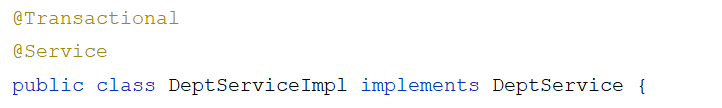 @Transactional
@Service
public class DeptServiceImpl implements DeptService {